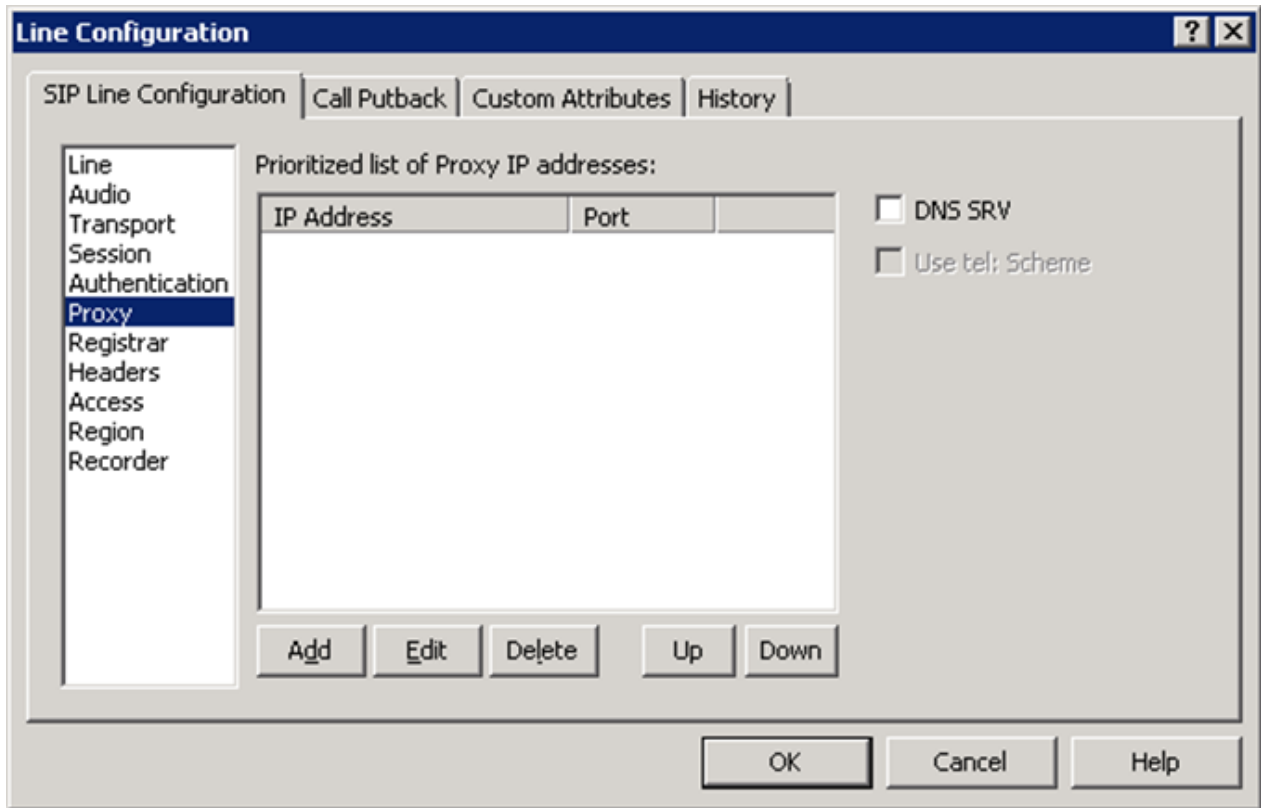 Line Configuration
SIP Line Configuration
Call Putback
Custom Attributes
History
Line
Audio
Transport
Session
Authentication
Proxy
Registrar
Headers
Access
Region
Recorder
Prioritized list of Proxy IP addresses:
IP Address Port
DNS SRV
Use tel: Scheme
Add Edit Delete Up Down
OK Cancel Help